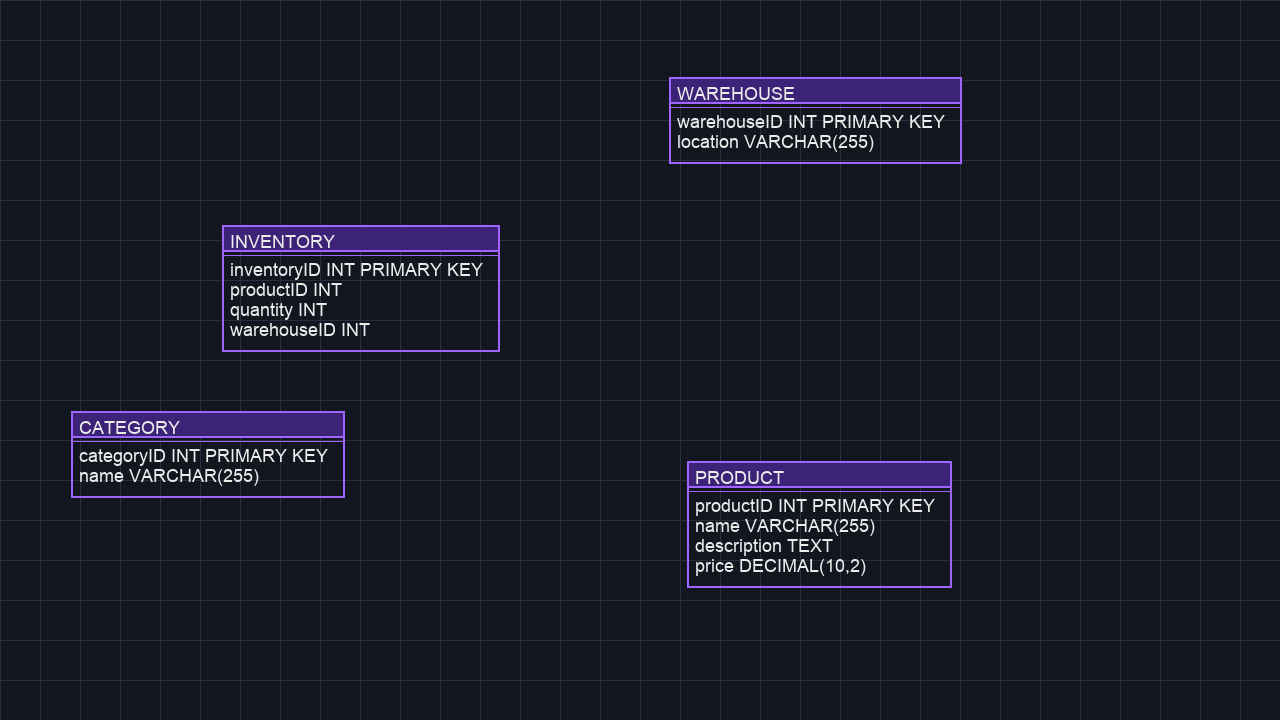 WAREHOUSE
warehouseID INT PRIMARY KEY
location VARCHAR(255)
INVENTORY
inventoryID INT PRIMARY KEY
productID INT
quantity INT
warehouseID INT
CATEGORY
categoryID INT PRIMARY KEY
name VARCHAR(255)
PRODUCT
productID INT PRIMARY KEY
name VARCHAR(255)
description TEXT
price DECIMAL(10,2)